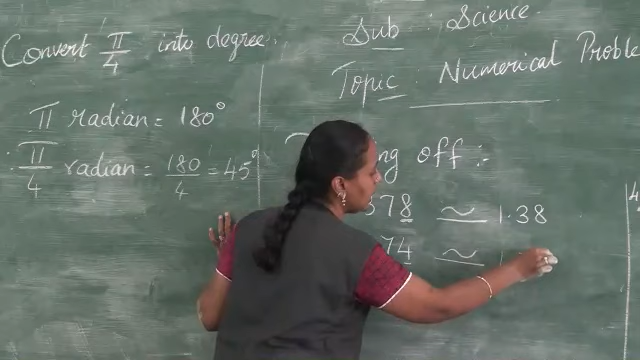 Convert π/4 into degree.
π radian = 180°
π/4 radian = 180/4 = 45°
Sub : Science
Topic : Numerical Proble
ng off :-
378 ≃ 1.38
74 ≃